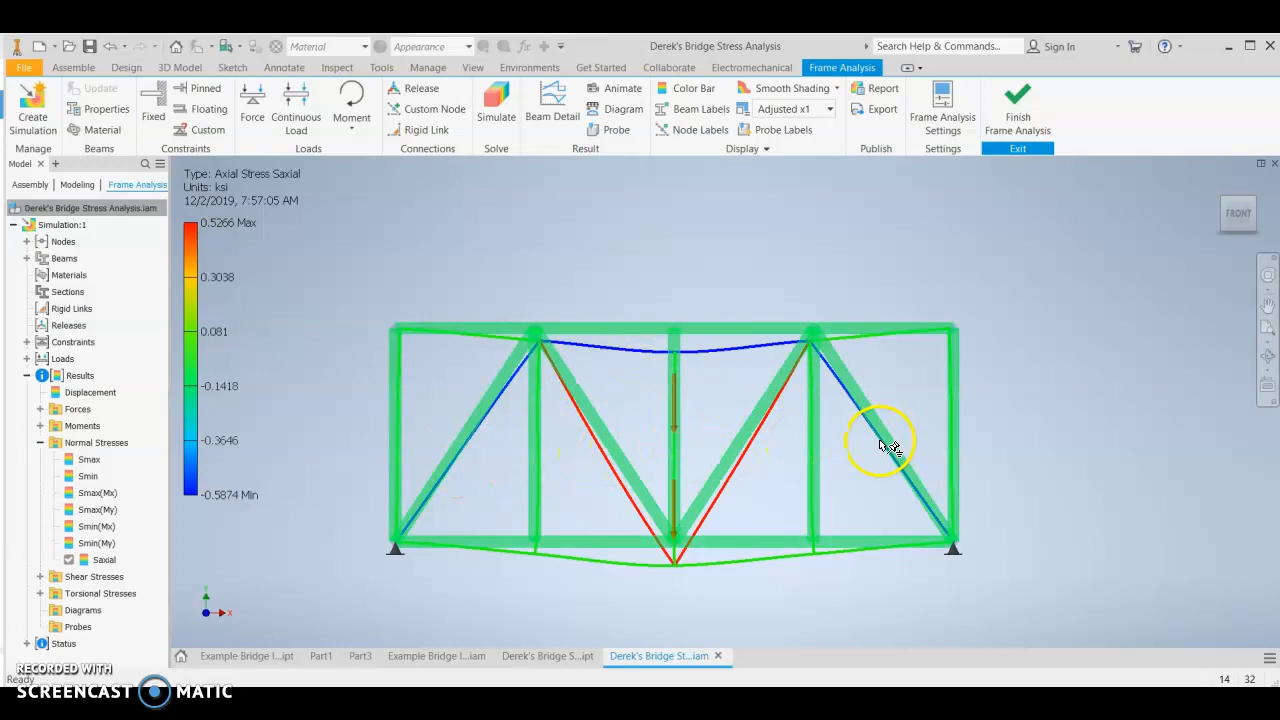 Material
Appearance
fx
Derek's Bridge Stress Analysis
Search Help & Commands...
Sign In
File
Assemble
Design
3D Model
Sketch
Annotate
Inspect
Tools
Manage
View
Environments
Get Started
Collaborate
Electromechanical
Frame Analysis
Create
Simulation
Manage
Update
Properties
Material
Beams
Fixed
Pinned
Floating
Custom
Constraints
Force
Continuous
Load
Moment
Loads
Release
Custom Node
Rigid Link
Connections
Simulate
Solve
Beam Detail
Animate
Diagram
Probe
Result
Color Bar
Beam Labels
Node Labels
Smooth Shading
Adjusted x1
Probe Labels
Display
Report
Export
Publish
Frame Analysis
Settings
Settings
Finish
Frame Analysis
Exit
Model
Assembly
Modeling
Frame Analysis
Derek's Bridge Stress Analysis.iam
Simulation:1
Nodes
Beams
Materials
Sections
Rigid Links
Releases
Constraints
Loads
Results
Displacement
Forces
Moments
Normal Stresses
Smax
Smin
Smax(Mx)
Smax(My)
Smin(Mx)
Smin(My)
Saxial
Shear Stresses
Torsional Stresses
Diagrams
Probes
Status
Type: Axial Stress Saxial
Units: ksi
12/2/2019, 7:57:05 AM
0.5266 Max
0.3038
0.081
-0.1418
-0.3646
-0.5874 Min
FRONT
Y
X
Example Bridge I...ipt
Part1
Part3
Example Bridge I...iam
Derek's Bridge S...ipt
Derek's Bridge St...iam
Ready
14
32
RECORDED WITH
SCREENCAST MATIC